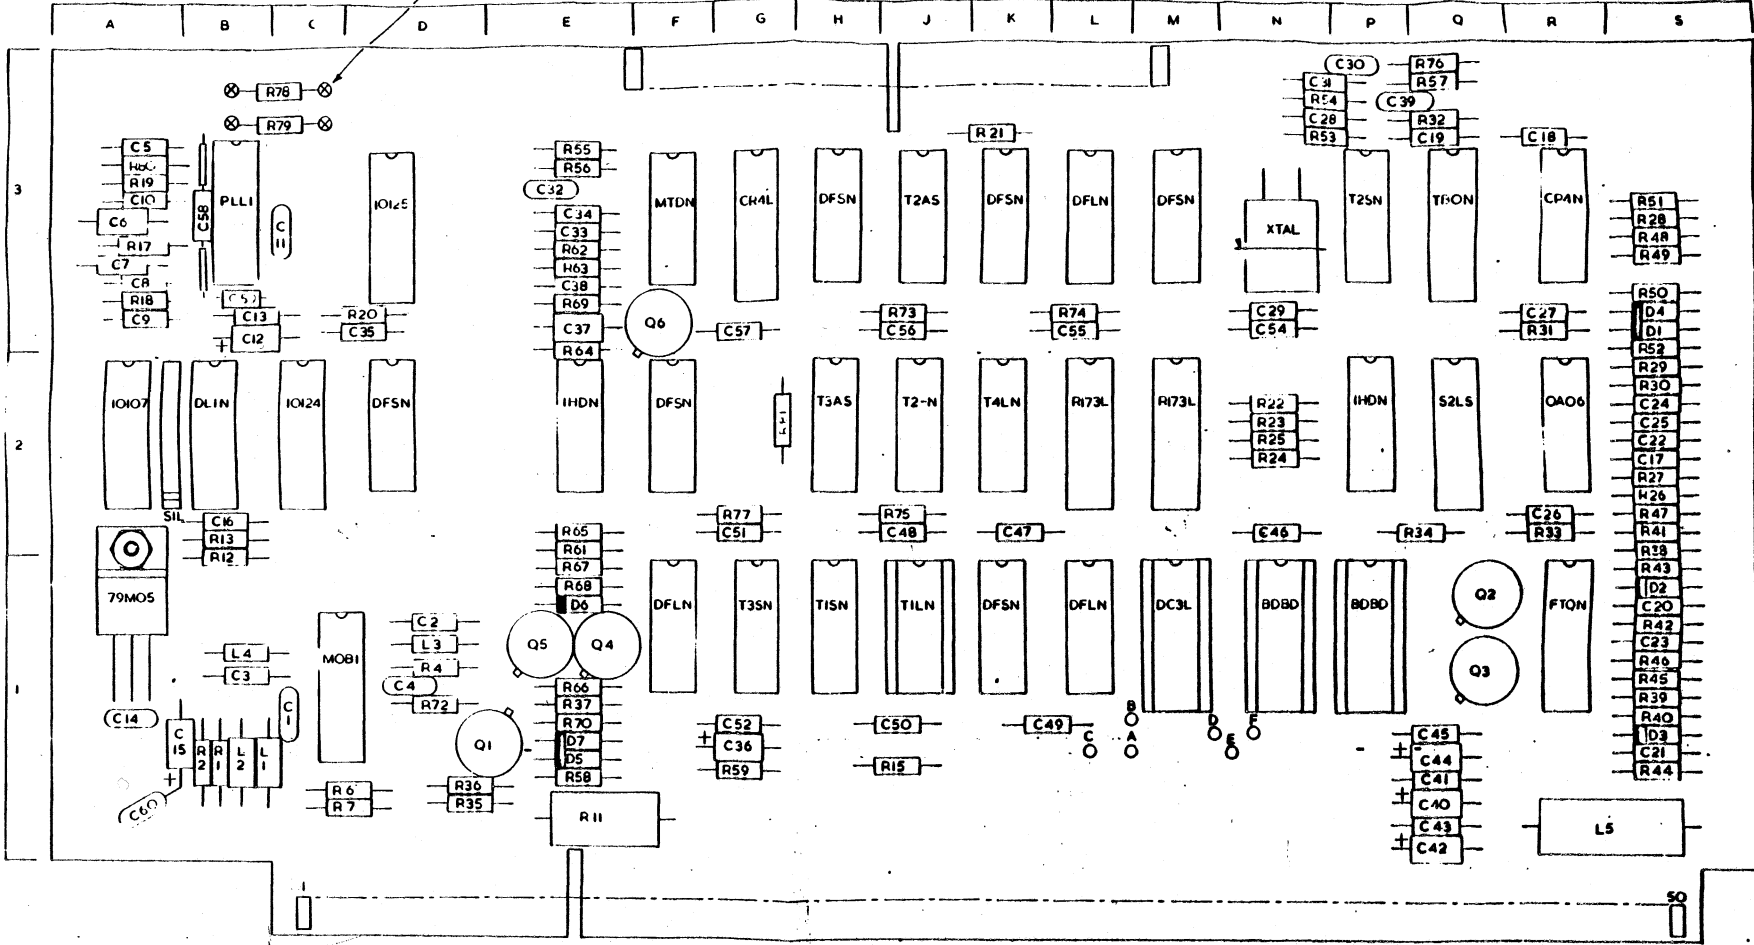 A B C D E F G H J K L M N P Q R S
3
2
1
R78
R79
C5
R19
C10
C6
R17
C7
C8
R18
C9
C58
PLL1
C11
C13
C12
10125
R20
C35
R55
R56
C32
C34
C33
R62
R63
C38
R69
C37
R64
Q6
MTDN
CR4L
C57
DFSN
T2AS
R73
C56
R21
DFSN
DFLN
R74
C55
DFSN
XTAL
C29
C54
C30
C31
R54
C28
R53
C39
R76
R57
R32
C19
C18
T2SN
TBON
CP4N
C27
R31
R51
R28
R48
R49
R50
D4
D1
R52
R29
R30
C24
C25
C22
C17
R27
R26
R47
R41
R38
R43
D2
C20
R42
C23
R46
R45
R39
R40
D3
C21
R44
10107
SIL
DL1N
10124
DFSN
1HDN
DFSN
T3AS
T2-N
T4LN
R173L
R173L
R22
R23
R25
R24
1HDN
S2LS
OA06
C16
R13
R12
R65
R61
R67
R68
D6
R77
C51
R75
C48
C47
C46
R34
C26
R33
79M05
C14
L4
C3
C1
MOB1
C2
L3
R4
C4
R72
Q5
Q4
R66
R37
R70
D7
D5
R58
Q1
DFLN
T3SN
T1SN
T1LN
DFSN
DFLN
DC3L
BDBD
BDBD
Q2
Q3
FTQN
+
C15
R2
R1
L2
L1
C60
R6
R7
R36
R35
R11
C52
+
C36
R59
C50
R15
C49
B
C
A
D
E
F
C45
+
C44
C41
+
C40
C43
+
C42
L5
1
50